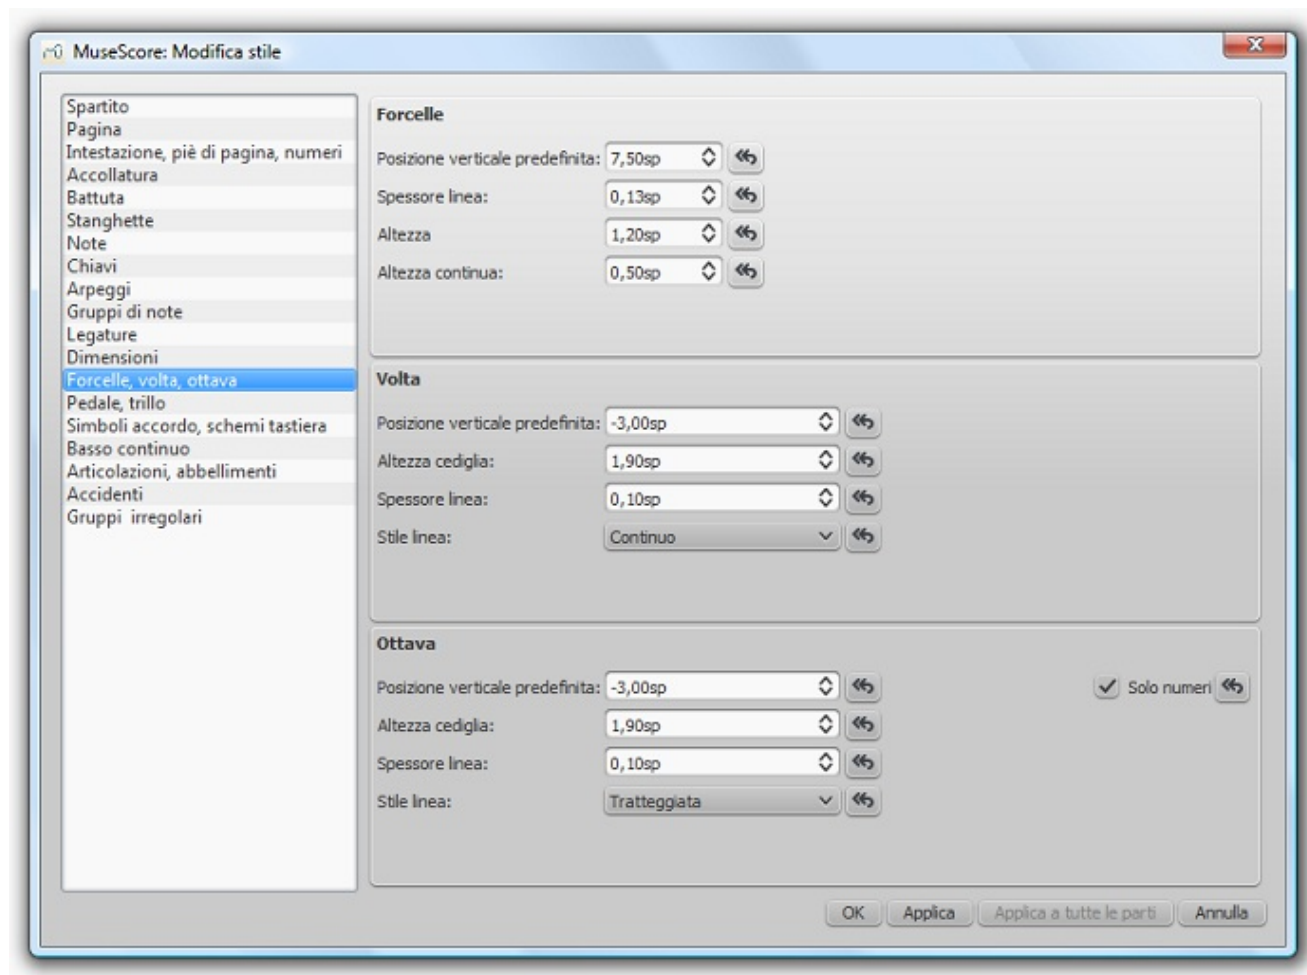 MuseScore: Modifica stile
Spartito
Pagina
Intestazione, piè di pagina, numeri
Accollatura
Battuta
Stanghette
Note
Chiavi
Arpeggi
Gruppi di note
Legature
Dimensioni
Forcelle, volta, ottava
Pedale, trillo
Simboli accordo, schemi tastiera
Basso continuo
Articolazioni, abbellimenti
Accidenti
Gruppi irregolari
Forcelle
Posizione verticale predefinita: 7,50sp
Spessore linea: 0,13sp
Altezza 1,20sp
Altezza continua: 0,50sp
Volta
Posizione verticale predefinita: -3,00sp
Altezza cediglia: 1,90sp
Spessore linea: 0,10sp
Stile linea: Continuo
Ottava
Posizione verticale predefinita: -3,00sp Solo numeri
Altezza cediglia: 1,90sp
Spessore linea: 0,10sp
Stile linea: Tratteggiata
OK Applica Applica a tutte le parti Annulla